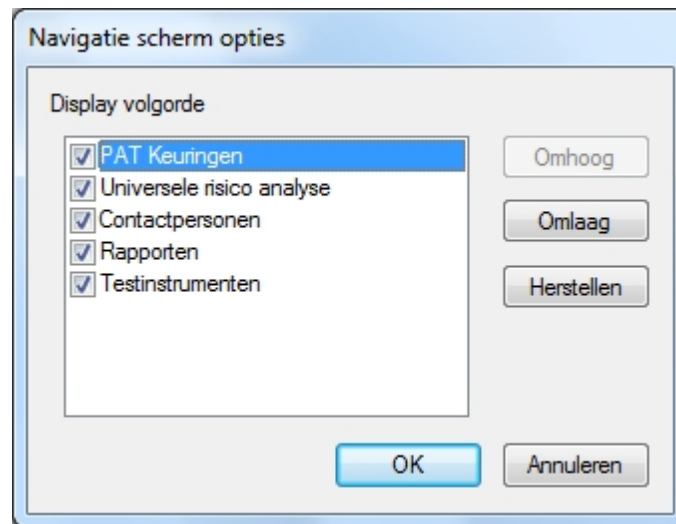 Navigatie scherm opties
Display volgorde
PAT Keuringen
Omhoog
Universele risico analyse
Contactpersonen
Omlaag
Rapporten
Testinstrumenten
Herstellen
OK
Annuleren